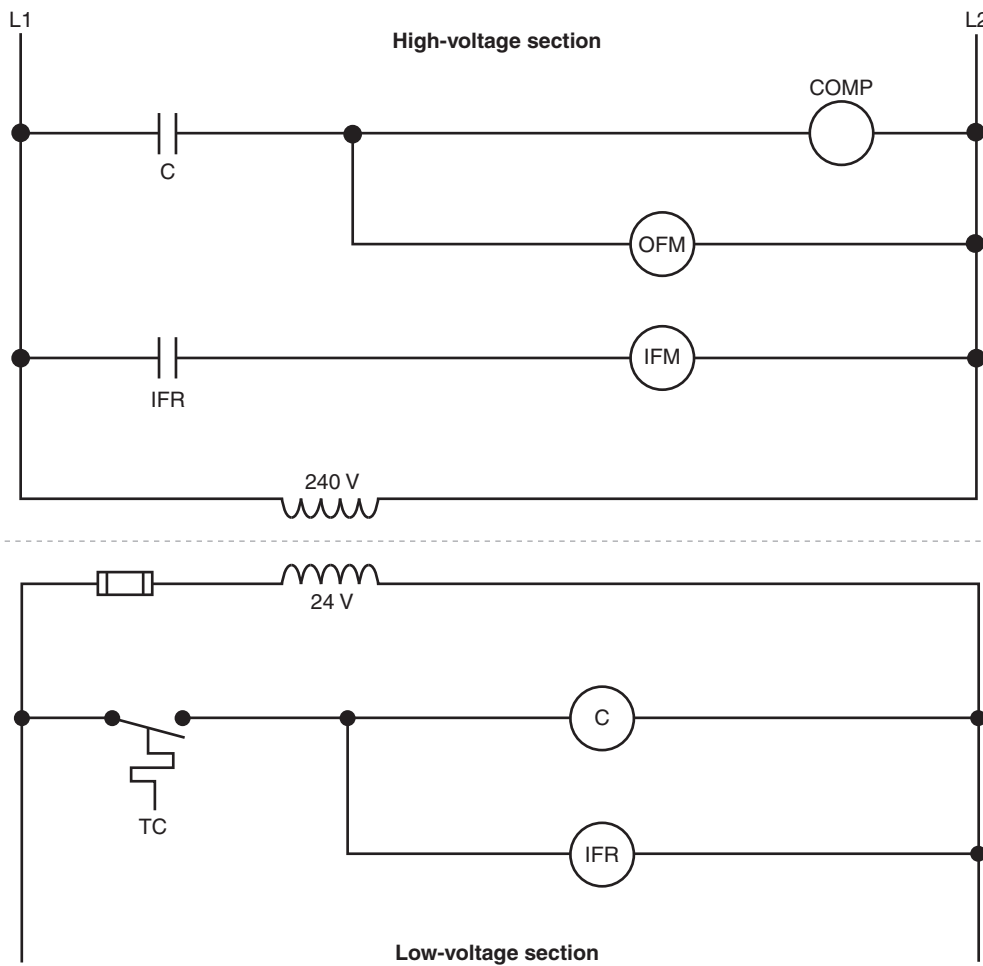 L1
L2
High-voltage section
COMP
C
OFM
IFM
IFR
240 V
24 V
C
TC
IFR
Low-voltage section